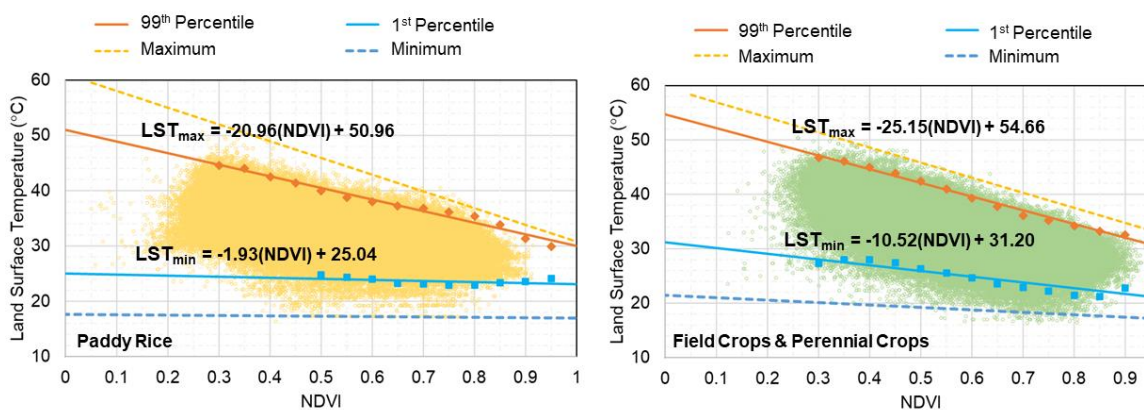 99th Percentile
1st Percentile
Maximum
Minimum
Land Surface Temperature (°C)
60
50
40
30
20
10
LSTmax = -20.96(NDVI) + 50.96
LSTmin = -1.93(NDVI) + 25.04
Paddy Rice
0 0.1 0.2 0.3 0.4 0.5 0.6 0.7 0.8 0.9 1
NDVI
99th Percentile
1st Percentile
Maximum
Minimum
Land Surface Temperature (°C)
60
50
40
30
20
10
LSTmax = -25.15(NDVI) + 54.66
LSTmin = -10.52(NDVI) + 31.20
Field Crops & Perennial Crops
0 0.1 0.2 0.3 0.4 0.5 0.6 0.7 0.8 0.9
NDVI